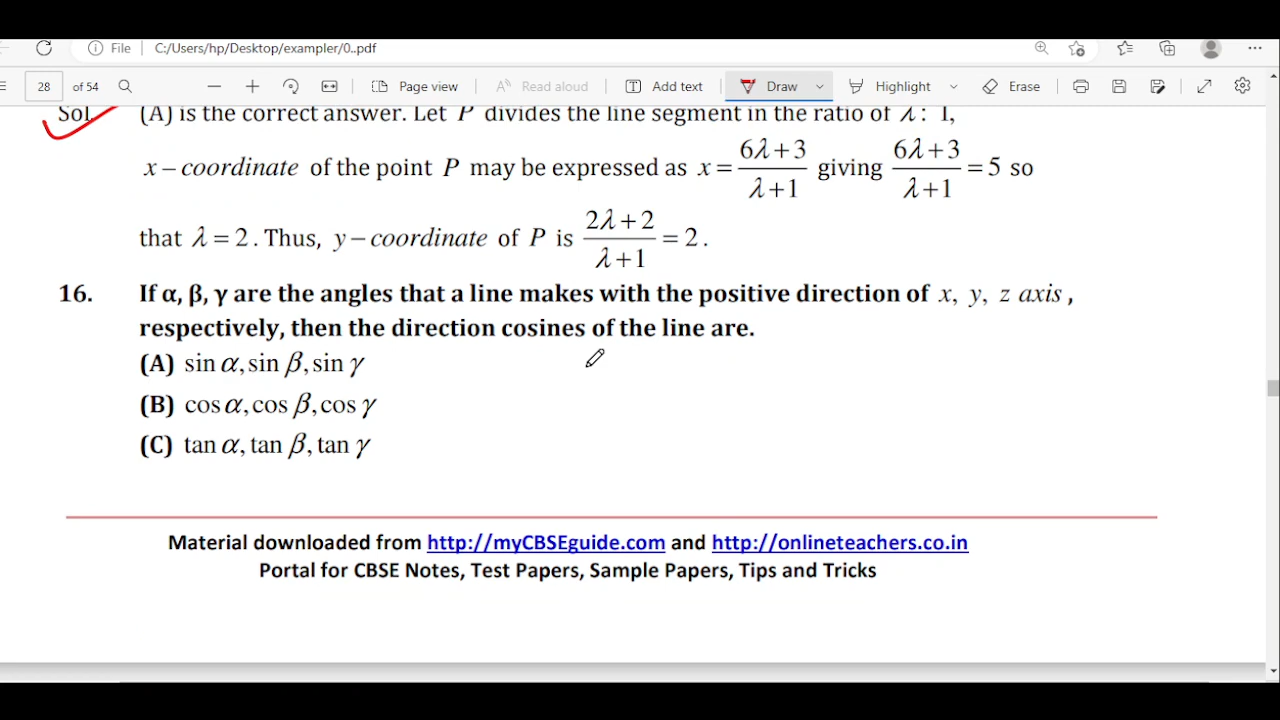 File C:/Users/hp/Desktop/exampler/0..pdf
28 of 54 Page view Read aloud Add text Draw Highlight Erase
Sol. (A) is the correct answer. Let P divides the line segment in the ratio of λ : 1,
x – coordinate of the point P may be expressed as x = (6λ+3)/(λ+1) giving (6λ+3)/(λ+1) = 5 so
that λ = 2. Thus, y – coordinate of P is (2λ+2)/(λ+1) = 2.
16. If α, β, γ are the angles that a line makes with the positive direction of x, y, z axis,
respectively, then the direction cosines of the line are.
(A) sin α, sin β, sin γ
(B) cos α, cos β, cos γ
(C) tan α, tan β, tan γ
Material downloaded from http://myCBSEguide.com and http://onlineteachers.co.in
Portal for CBSE Notes, Test Papers, Sample Papers, Tips and Tricks